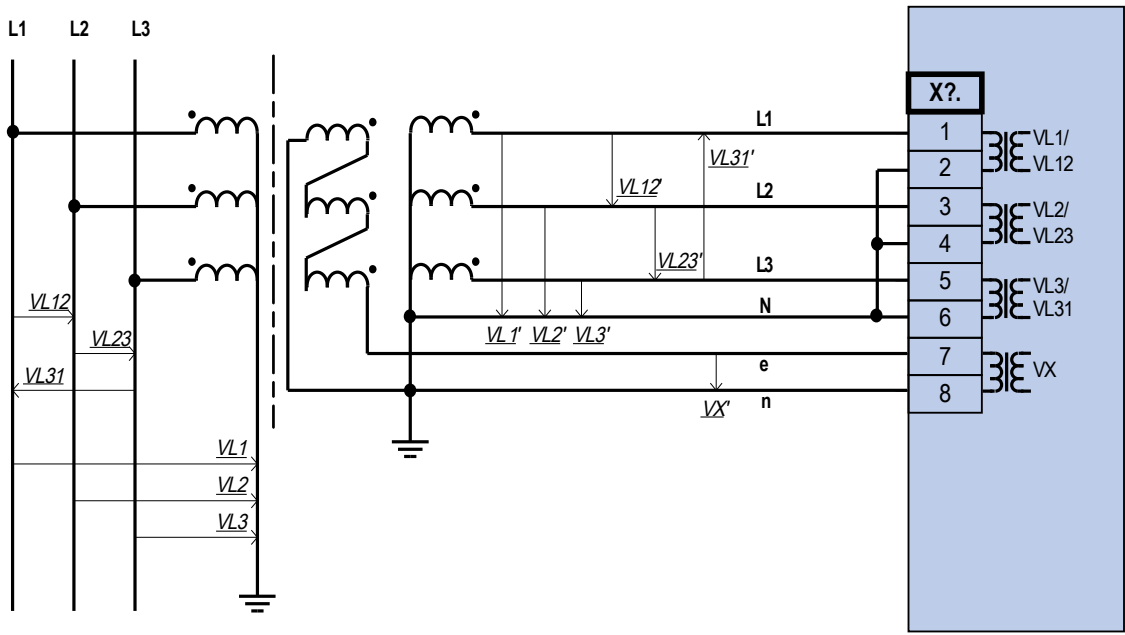 L1 L2 L3
X?.
1
2
3
4
5
6
7
8
L1
L2
L3
N
e
n
VL1/
VL12
VL2/
VL23
VL3/
VL31
VX
VL31'
VL12'
VL23'
VL1' VL2' VL3'
VX'
VL12
VL23
VL31
VL1
VL2
VL3